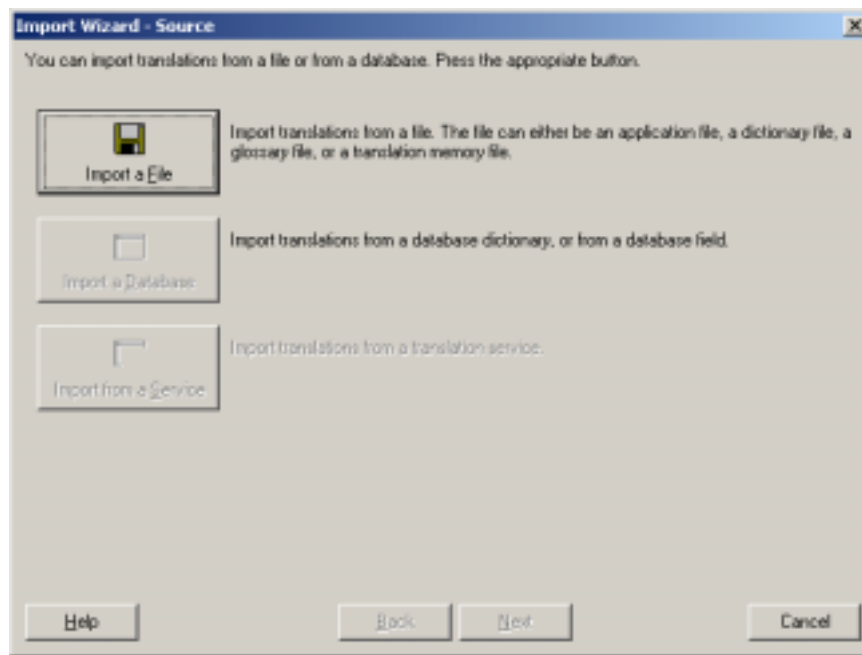 Import Wizard - Source
You can import translations from a file or from a database. Press the appropriate button.
Import a File
Import translations from a file. The file can either be an application file, a dictionary file, a
glossary file, or a translation memory file.
Import a Database
Import translations from a database dictionary, or from a database field.
Import from a Service
Import translations from a translation service.
Help
Back
Next
Cancel